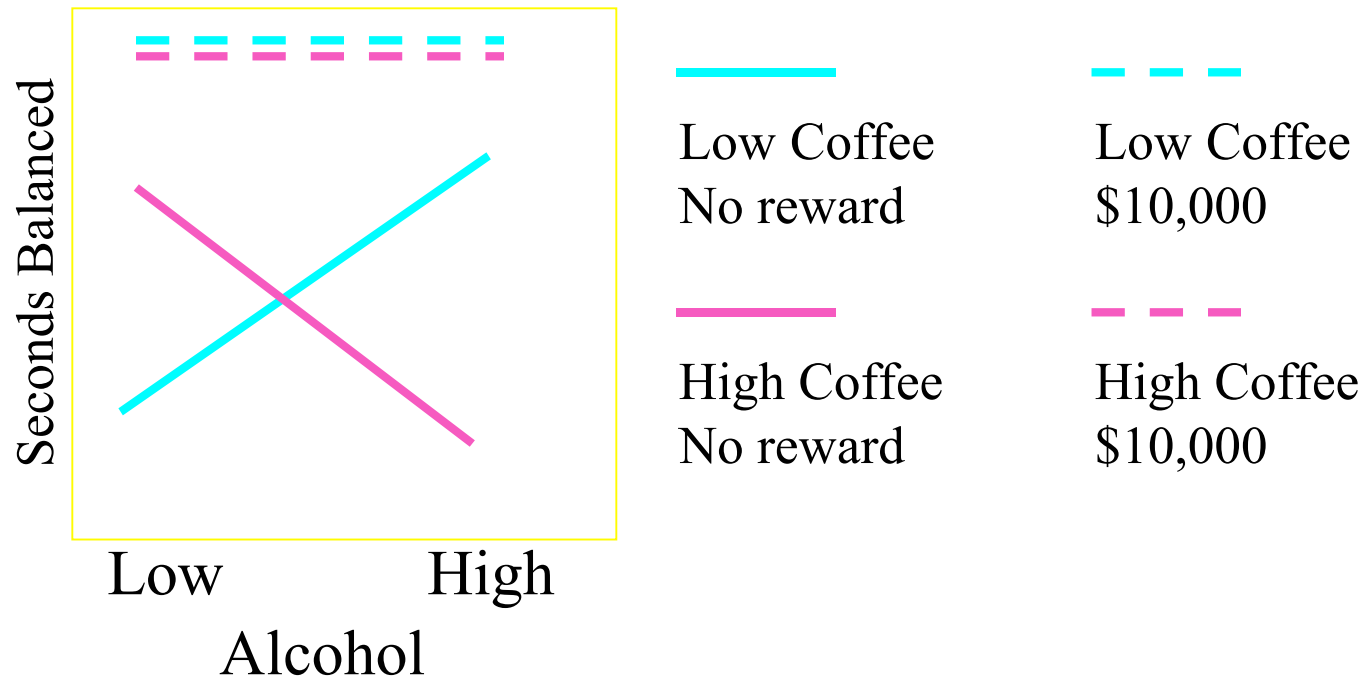 Seconds Balanced
Low Coffee
No reward
Low Coffee
$10,000
High Coffee
No reward
High Coffee
$10,000
Low
High
Alcohol